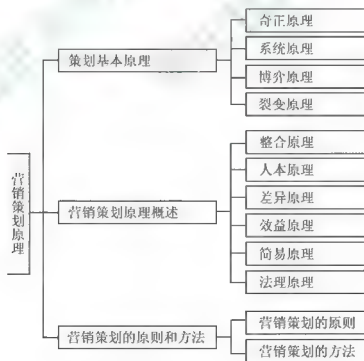 营销策划原理
策划基本原理
奇正原理
系统原理
博弈原理
裂变原理
营销策划原理概述
整合原理
人本原理
差异原理
效益原理
简易原理
法理原理
营销策划的原则和方法
营销策划的原则
营销策划的方法